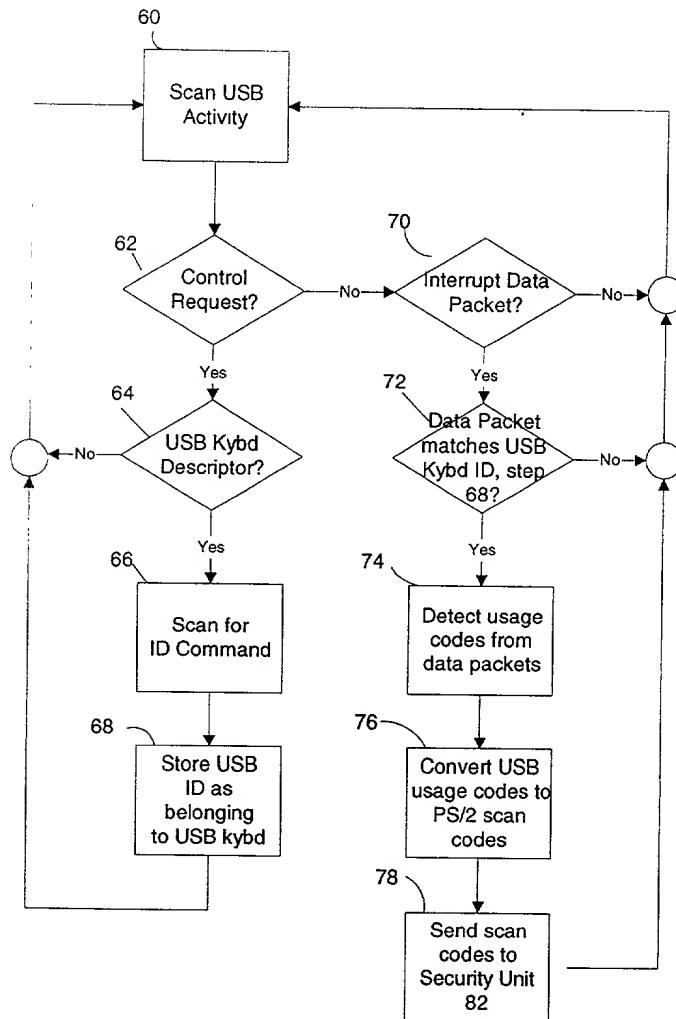 60
Scan USB
Activity
62
Control
Request?
No
70
Interrupt Data
Packet?
No
Yes
Yes
64
USB Kybd
Descriptor?
No
72
Data Packet
matches USB
Kybd ID, step
68?
No
Yes
Yes
66
Scan for
ID Command
74
Detect usage
codes from
data packets
68
Store USB
ID as
belonging
to USB kybd
76
Convert USB
usage codes to
PS/2 scan
codes
78
Send scan
codes to
Security Unit
82